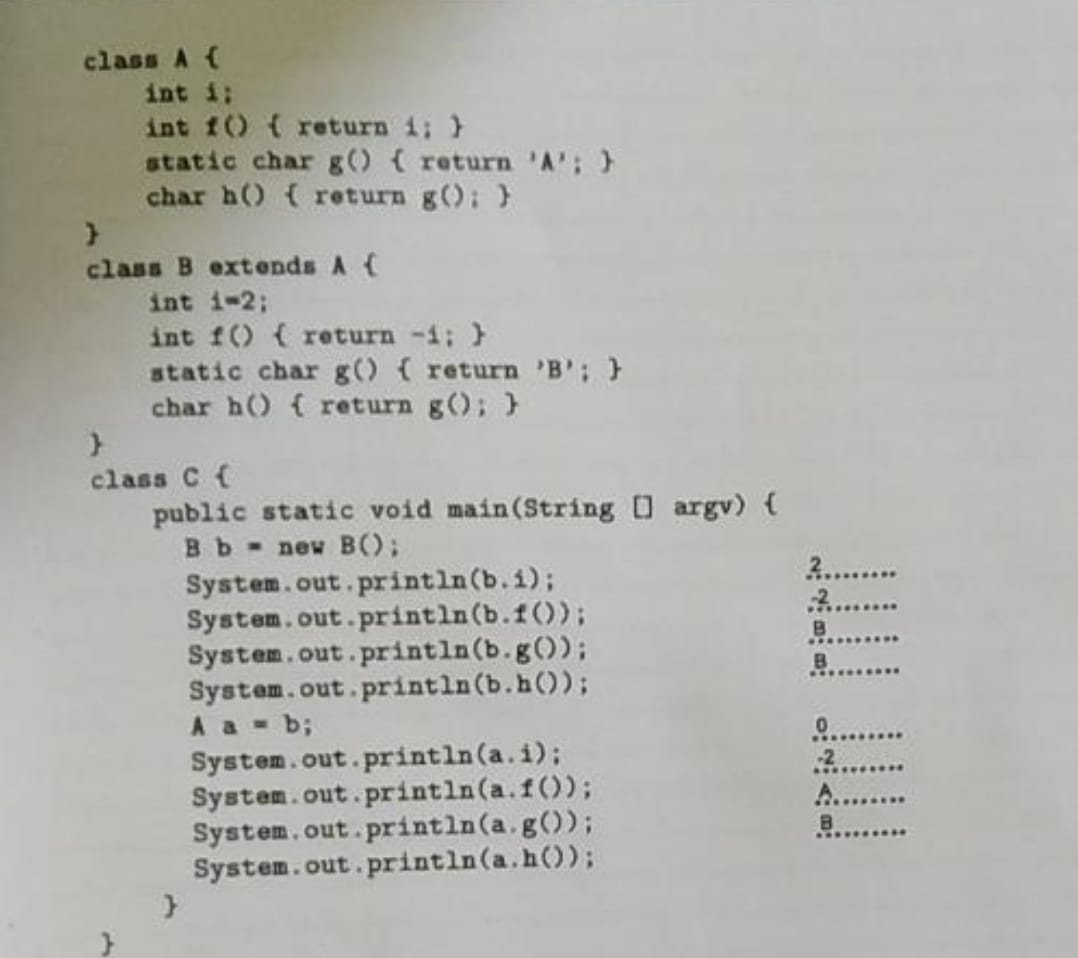 class A {
int i;
int f() { return i; }
static char g() { return 'A'; }
char h() { return g(); }
}
class B extends A {
int i=2;
int f() { return -i; }
static char g() { return 'B'; }
char h() { return g(); }
}
class C {
public static void main(String [] argv) {
B b = new B();
System.out.println(b.i); 2..........
System.out.println(b.f()); -2..........
System.out.println(b.g()); B..........
System.out.println(b.h()); B..........
A a = b;
System.out.println(a.i); 0..........
System.out.println(a.f()); -2..........
System.out.println(a.g()); A..........
System.out.println(a.h()); B..........
}
}